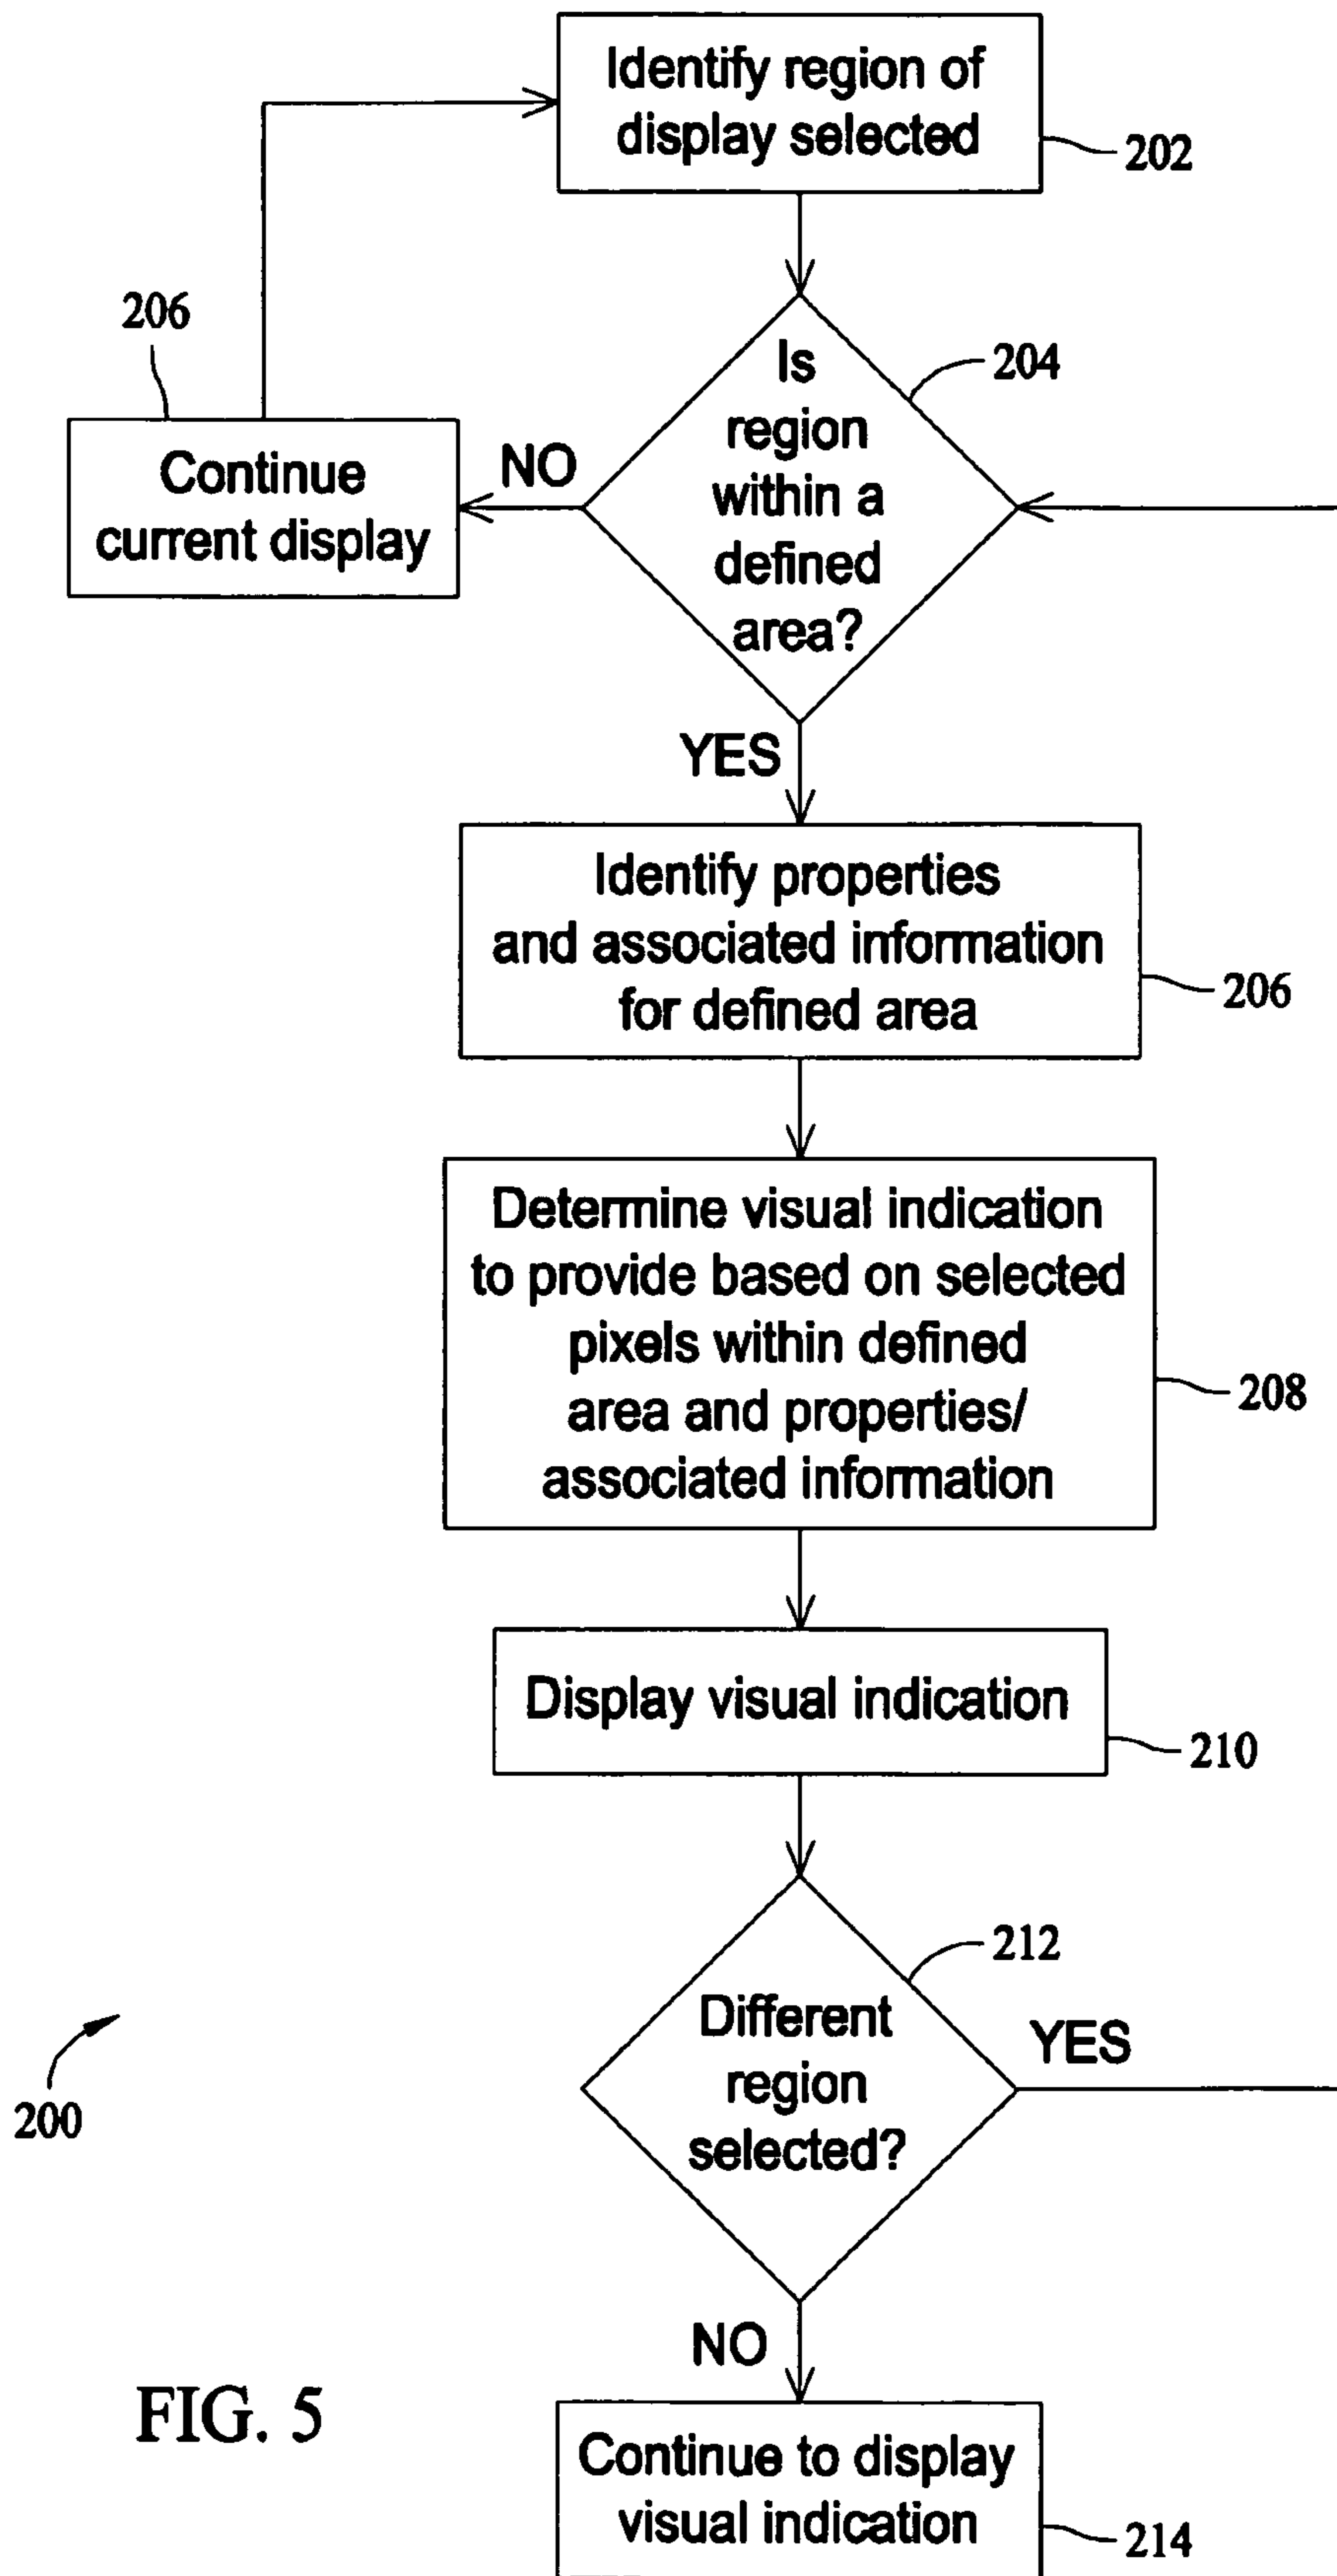 Identify region of
display selected
202
206
Is
region
within a
defined
area?
204
NO
Continue
current display
YES
Identify properties
and associated information
for defined area
206
Determine visual indication
to provide based on selected
pixels within defined
area and properties/
associated information
208
Display visual indication
210
212
Different
region
selected?
YES
200
NO
FIG. 5
Continue to display
visual indication
214